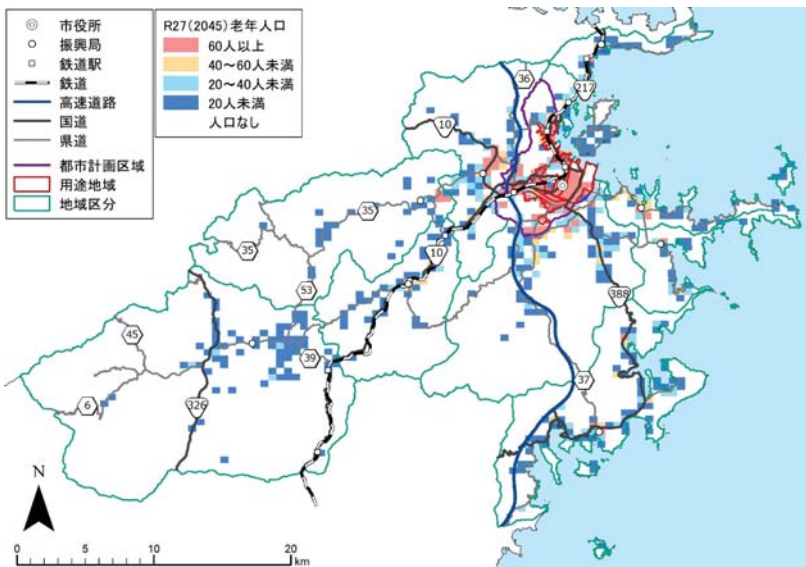 市役所
振興局
鉄道駅
鉄道
高速道路
国道
県道
都市計画区域
用途地域
地域区分
R27(2045)老年人口
60人以上
40～60人未満
20～40人未満
20人未満
人口なし
36
217
10
35
35
10
53
388
45
39
37
6
326
N
0 5 10 20
km